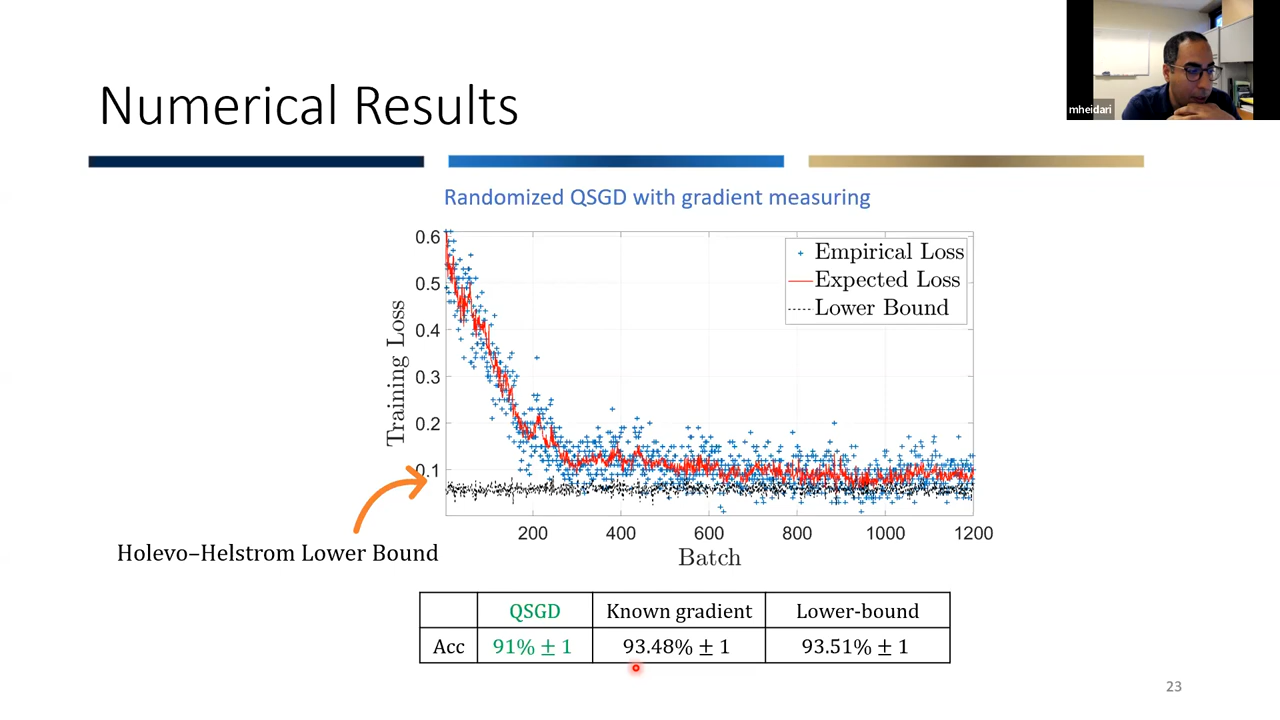 mheidari
Numerical Results
Randomized QSGD with gradient measuring
0.6
0.5
0.4
0.3
0.2
0.1
Training Loss
Empirical Loss
Expected Loss
Lower Bound
200 400 600 800 1000 1200
Batch
Holevo–Helstrom Lower Bound
QSGD Known gradient Lower-bound
Acc 91% ± 1 93.48% ± 1 93.51% ± 1
23